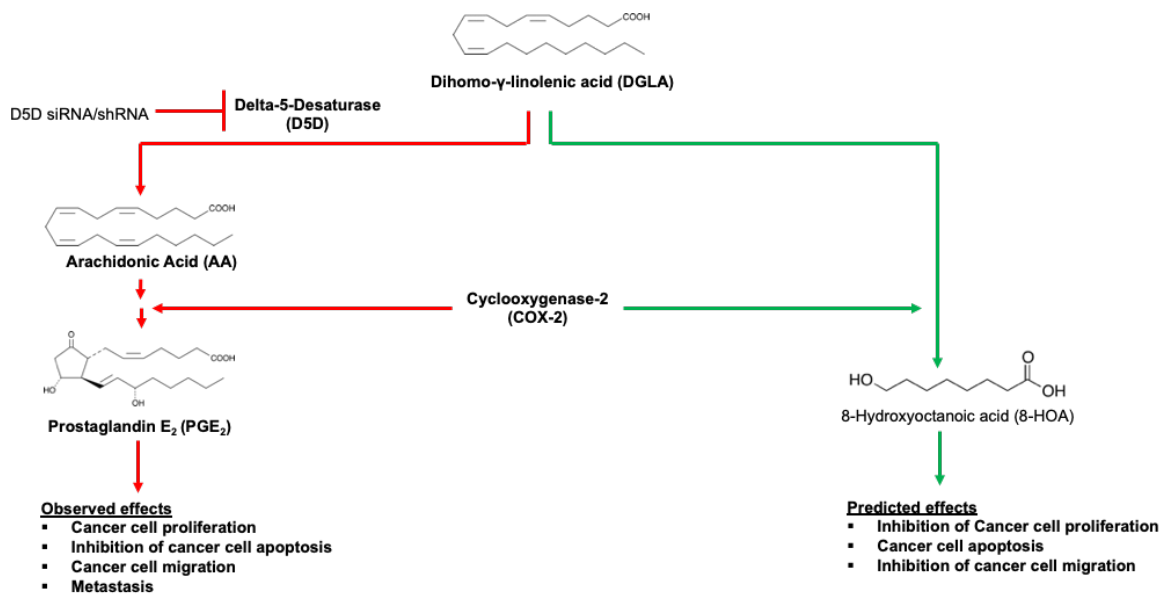 COOH
Dihomo-γ-linolenic acid (DGLA)
D5D siRNA/shRNA
Delta-5-Desaturase
(D5D)
COOH
Arachidonic Acid (AA)
Cyclooxygenase-2
(COX-2)
O
COOH
HO
OH
Prostaglandin E₂ (PGE₂)
O
HO
OH
8-Hydroxyoctanoic acid (8-HOA)
Observed effects
▪ Cancer cell proliferation
▪ Inhibition of cancer cell apoptosis
▪ Cancer cell migration
▪ Metastasis
Predicted effects
▪ Inhibition of Cancer cell proliferation
▪ Cancer cell apoptosis
▪ Inhibition of cancer cell migration